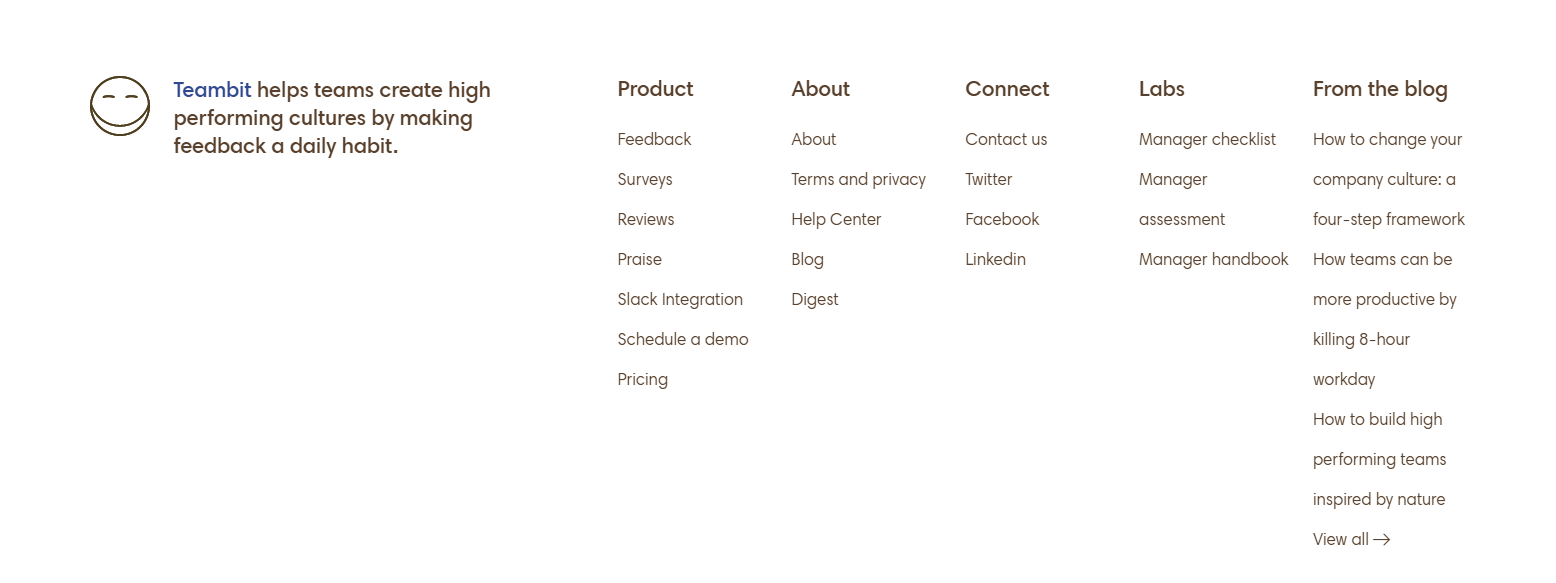 Teambit helps teams create high
performing cultures by making
feedback a daily habit.
Product
Feedback
Surveys
Reviews
Praise
Slack Integration
Schedule a demo
Pricing
About
About
Terms and privacy
Help Center
Blog
Digest
Connect
Contact us
Twitter
Facebook
Linkedin
Labs
Manager checklist
Manager
assessment
Manager handbook
From the blog
How to change your
company culture: a
four-step framework
How teams can be
more productive by
killing 8-hour
workday
How to build high
performing teams
inspired by nature
View all →